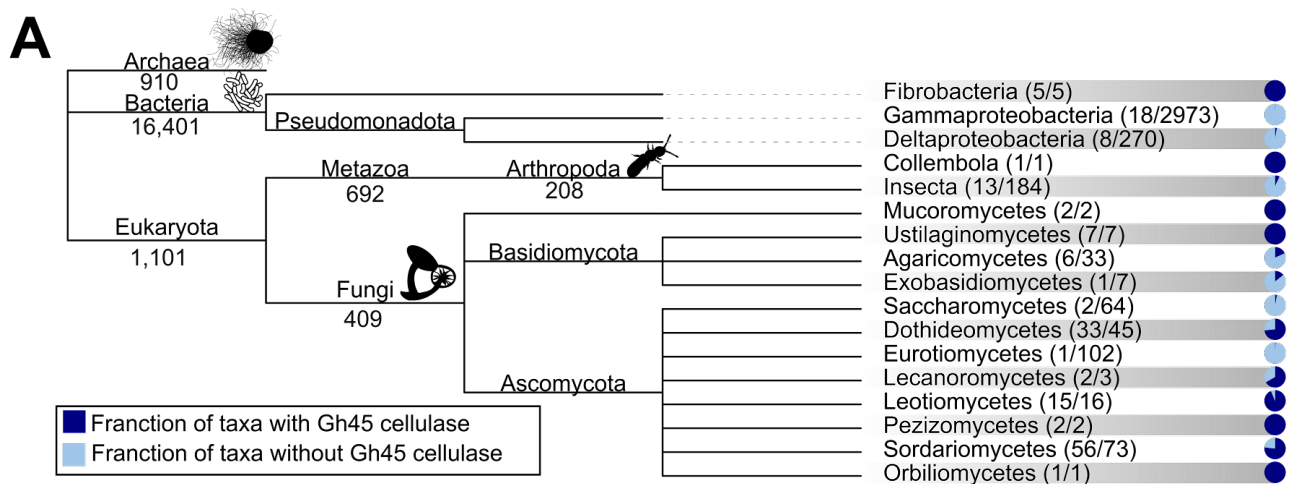 A
Archaea
910
Bacteria
16,401
Pseudomonadota
Metazoa
692
Arthropoda
208
Eukaryota
1,101
Basidiomycota
Fungi
409
Ascomycota
Fibrobacteria (5/5)
Gammaproteobacteria (18/2973)
Deltaproteobacteria (8/270)
Collembola (1/1)
Insecta (13/184)
Mucoromycetes (2/2)
Ustilaginomycetes (7/7)
Agaricomycetes (6/33)
Exobasidiomycetes (1/7)
Saccharomycetes (2/64)
Dothideomycetes (33/45)
Eurotiomycetes (1/102)
Lecanoromycetes (2/3)
Leotiomycetes (15/16)
Pezizomycetes (2/2)
Sordariomycetes (56/73)
Orbiliomycetes (1/1)
Franction of taxa with Gh45 cellulase
Franction of taxa without Gh45 cellulase